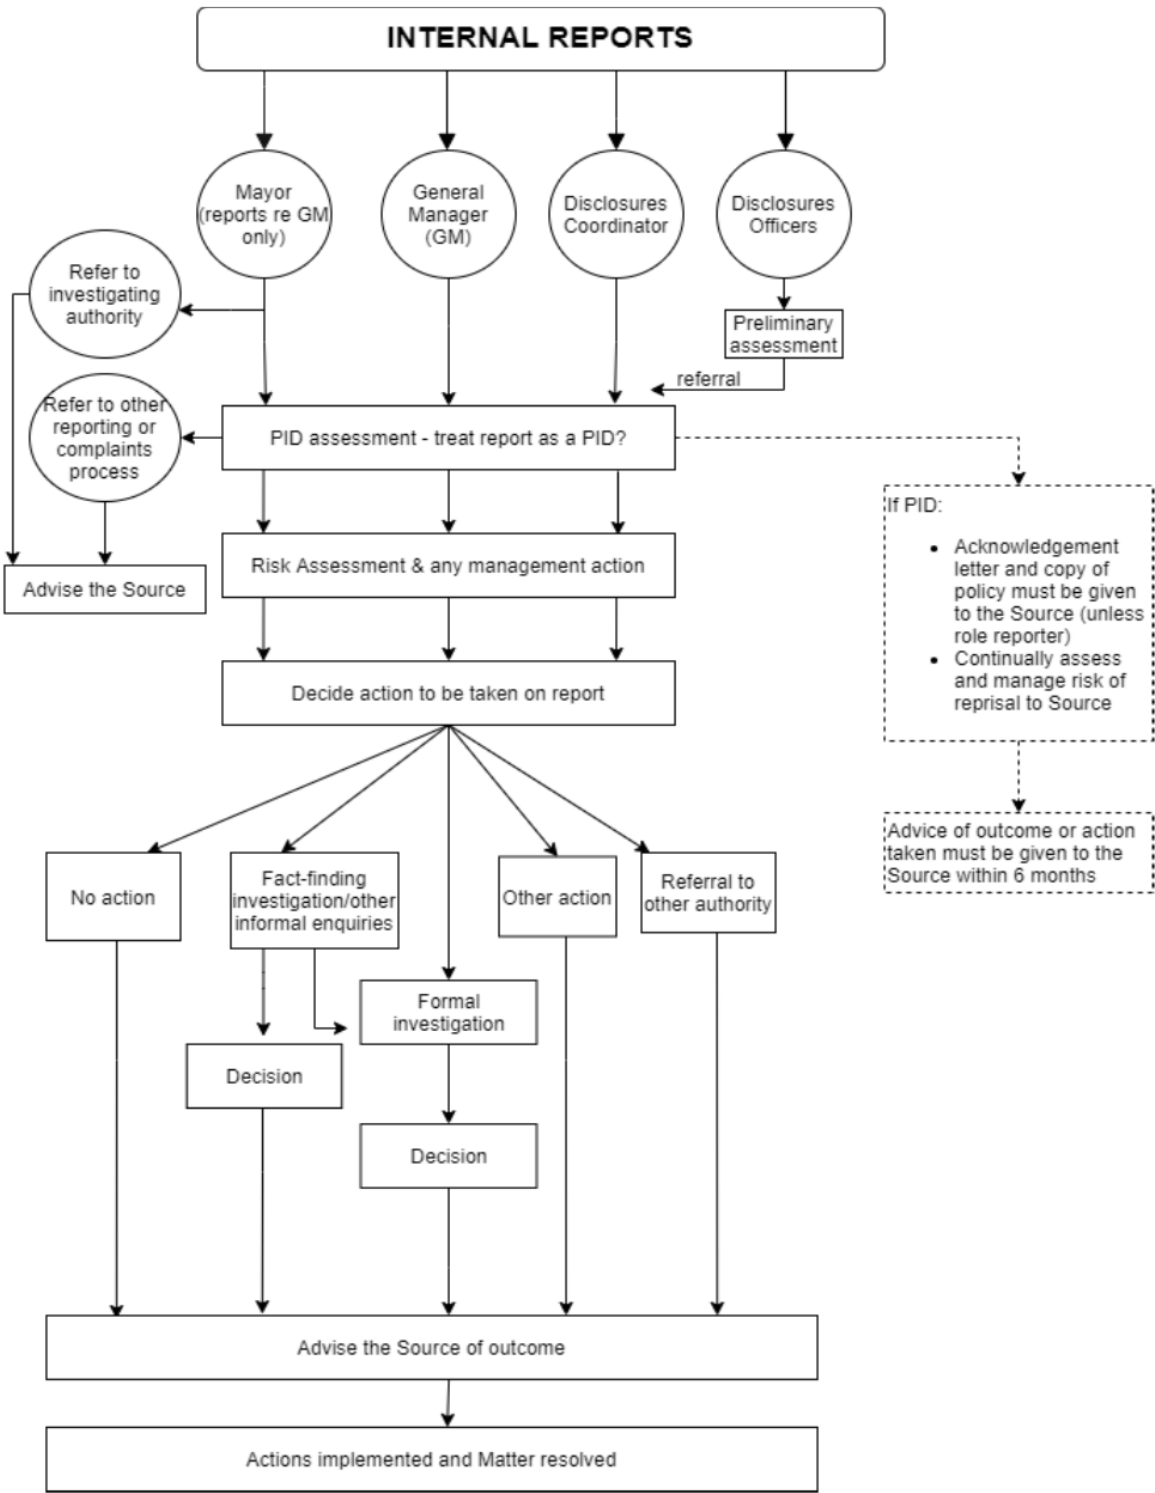 INTERNAL REPORTS
Mayor
(reports re GM
only)
General
Manager
(GM)
Disclosures
Coordinator
Disclosures
Officers
Refer to
investigating
authority
Preliminary
assessment
referral
Refer to other
reporting or
complaints
process
PID assessment - treat report as a PID?
If PID:
• Acknowledgement
letter and copy of
policy must be given
to the Source (unless
role reporter)
• Continually assess
and manage risk of
reprisal to Source
Advise the Source
Risk Assessment & any management action
Decide action to be taken on report
Advice of outcome or action
taken must be given to the
Source within 6 months
No action
Fact-finding
investigation/other
informal enquiries
Other action
Referral to
other authority
Formal
investigation
Decision
Decision
Advise the Source of outcome
Actions implemented and Matter resolved